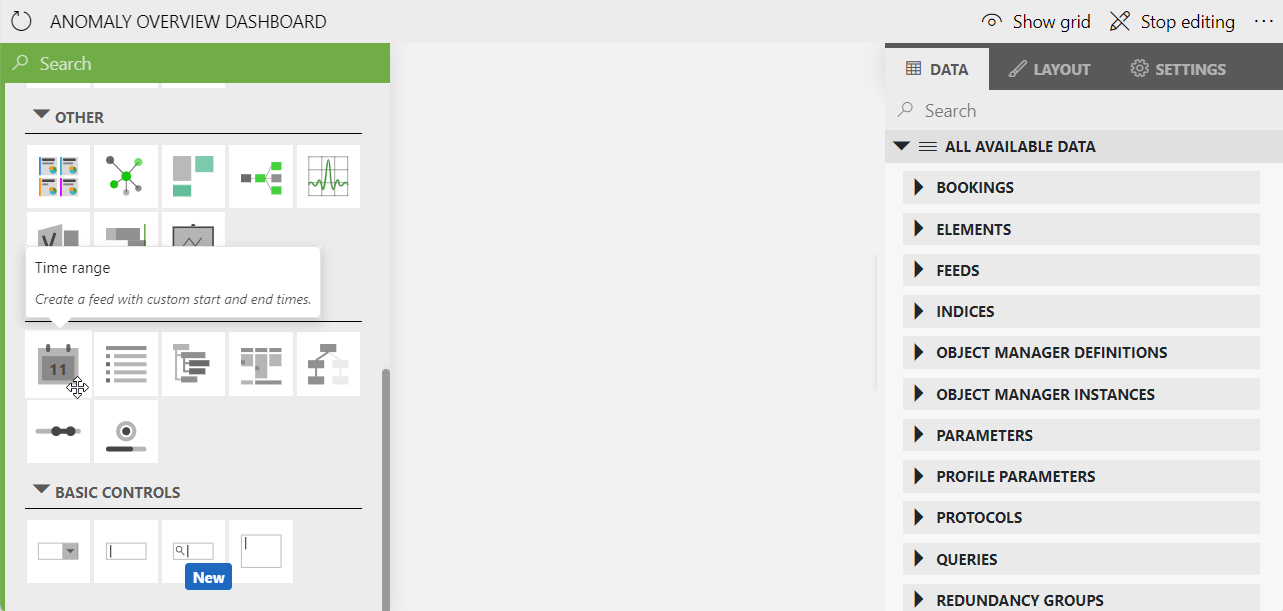 ANOMALY OVERVIEW DASHBOARD
Show grid
Stop editing
...
Search
OTHER
V
Time range
Create a feed with custom start and end times.
11
BASIC CONTROLS
New
DATA
LAYOUT
SETTINGS
Search
ALL AVAILABLE DATA
BOOKINGS
ELEMENTS
FEEDS
INDICES
OBJECT MANAGER DEFINITIONS
OBJECT MANAGER INSTANCES
PARAMETERS
PROFILE PARAMETERS
PROTOCOLS
QUERIES
REDUNDANCY GROUPS